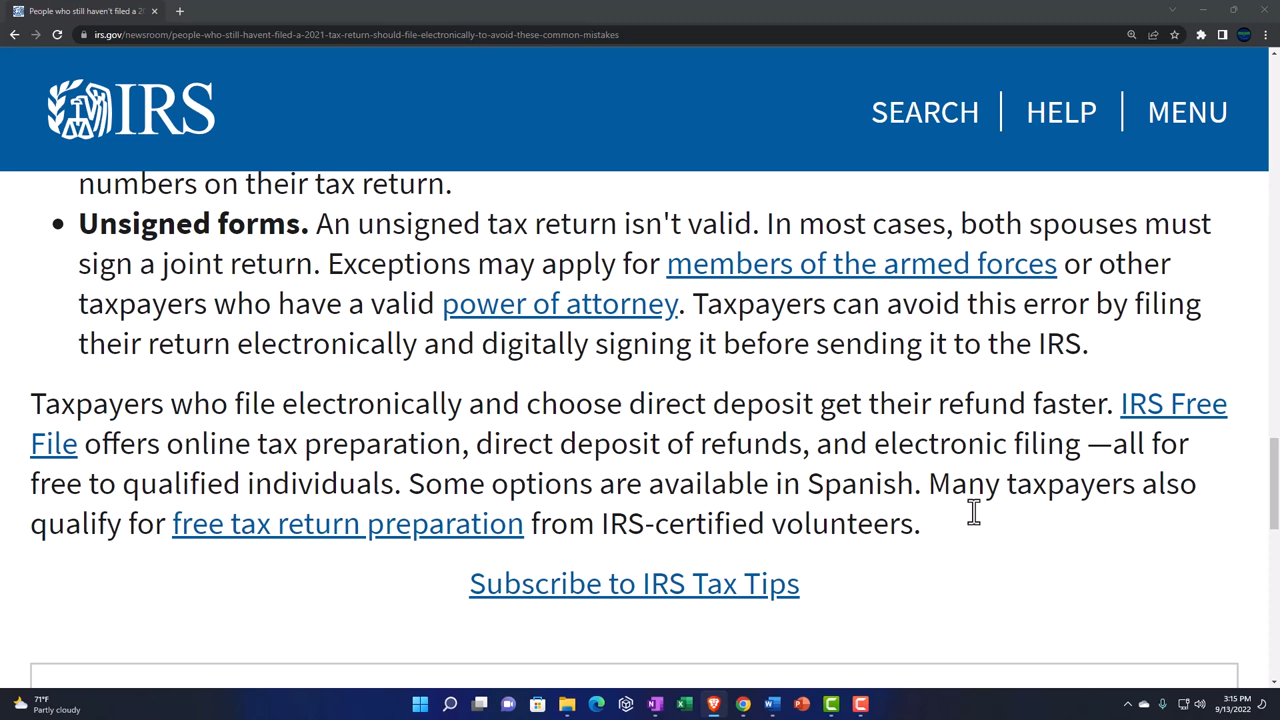 People who still haven't filed a 2
irs.gov/newsroom/people-who-still-havent-filed-a-2021-tax-return-should-file-electronically-to-avoid-these-common-mistakes
IRS
SEARCH | HELP | MENU
numbers on their tax return.
• Unsigned forms. An unsigned tax return isn't valid. In most cases, both spouses must
sign a joint return. Exceptions may apply for members of the armed forces or other
taxpayers who have a valid power of attorney. Taxpayers can avoid this error by filing
their return electronically and digitally signing it before sending it to the IRS.
Taxpayers who file electronically and choose direct deposit get their refund faster. IRS Free
File offers online tax preparation, direct deposit of refunds, and electronic filing —all for
free to qualified individuals. Some options are available in Spanish. Many taxpayers also
qualify for free tax return preparation from IRS-certified volunteers.
Subscribe to IRS Tax Tips
71°F
Partly cloudy
3:15 PM
9/13/2022